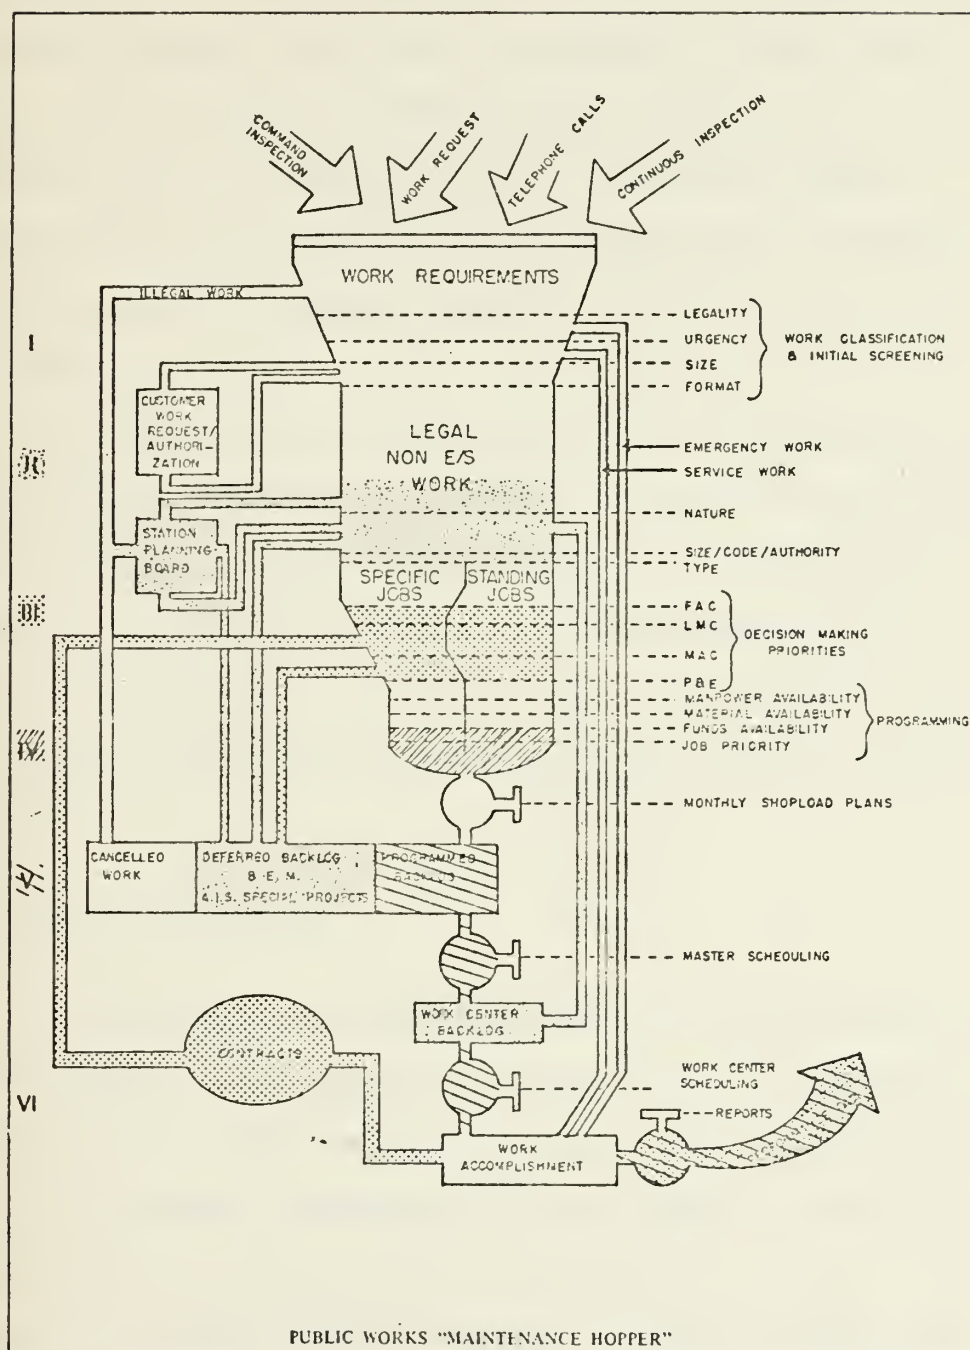 COMMAND
INSPECTION
WORK REQUEST
TELEPHONE CALLS
CONTINUOUS INSPECTION
WORK REQUIREMENTS
ILLEGAL WORK
LEGALITY
I
URGENCY
WORK CLASSIFICATION
& INITIAL SCREENING
SIZE
FORMAT
CUSTOMER
WORK
REQUEST/
AUTHORI-
ZATION
LEGAL
NON E/S
WORK
EMERGENCY WORK
SERVICE WORK
NATURE
STATION
PLANNING
BOARD
SIZE/CODE/AUTHORITY
TYPE
SPECIFIC
JOBS
STANDING
JOBS
FAC
LMC
DECISION MAKING
PRIORITIES
MAC
P&E
MANPOWER AVAILABILITY
MATERIAL AVAILABILITY
PROGRAMMING
FUNDS AVAILABILITY
IV
JOB PRIORITY
MONTHLY SHOPLOAD PLANS
CANCELLED
WORK
DEFERRED BACKLOG
SPECIAL PROJECTS
PROGRAMMED
BACKLOG
MASTER SCHEDULING
WORK CENTER
BACKLOG
CONTRACTS
WORK CENTER
SCHEDULING
VI
REPORTS
WORK
ACCOMPLISHMENT
PUBLIC WORKS "MAINTENANCE HOPPER"